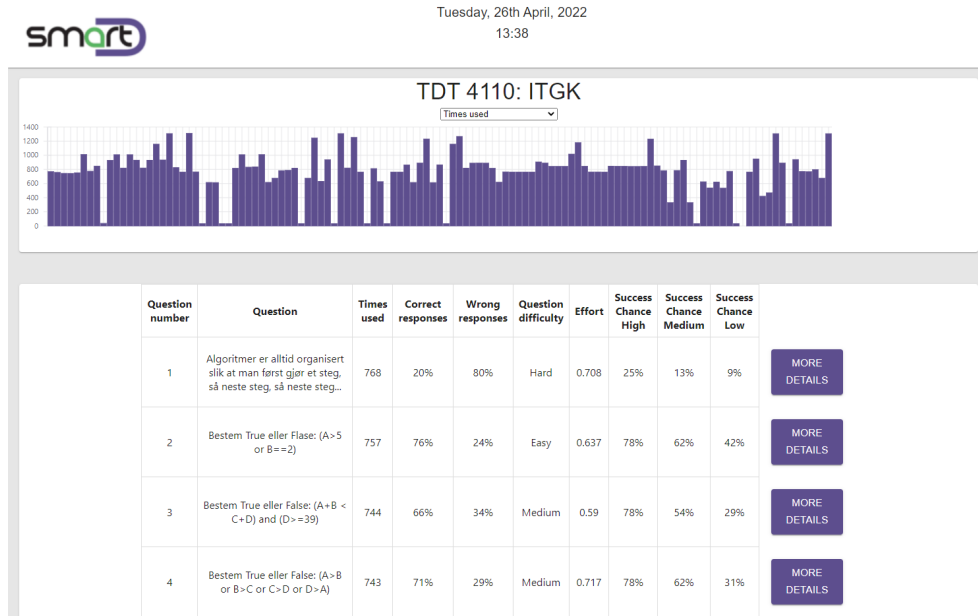 Tuesday, 26th April, 2022
13:38
smart
TDT 4110: ITGK
Times used
1400
1200
1000
800
600
400
200
0
Question number
Question
Times used
Correct responses
Wrong responses
Question difficulty
Effort
Success Chance High
Success Chance Medium
Success Chance Low
1
Algoritmer er alltid organisert
slik at man først gjør et steg,
så neste steg, så neste steg...
768
20%
80%
Hard
0.708
25%
13%
9%
MORE
DETAILS
2
Bestem True eller Flase: (A>5
or B==2)
757
76%
24%
Easy
0.637
78%
62%
42%
MORE
DETAILS
3
Bestem True eller False: (A+B <
C+D) and (D>=39)
744
66%
34%
Medium
0.59
78%
54%
29%
MORE
DETAILS
4
Bestem True eller False: (A>B
or B>C or C>D or D>A)
743
71%
29%
Medium
0.717
78%
62%
31%
MORE
DETAILS